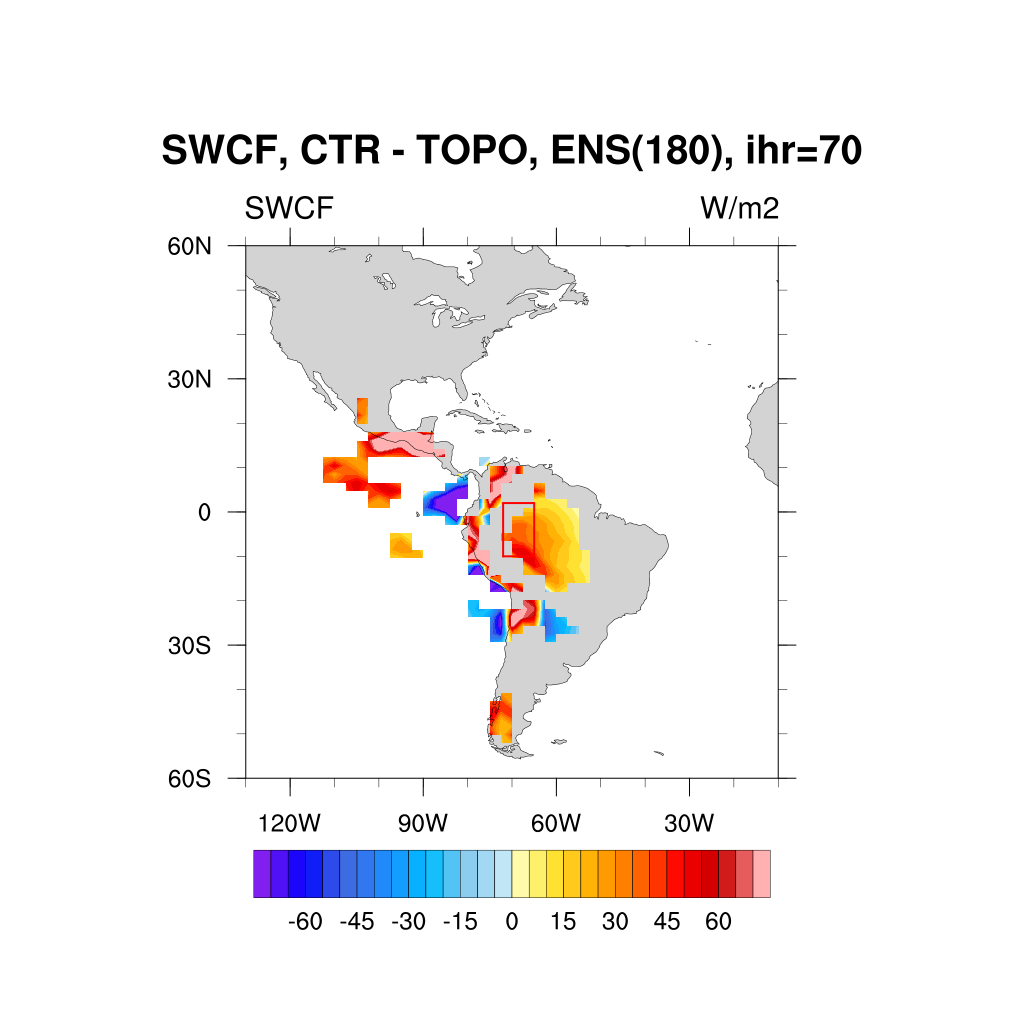 SWCF, CTR - TOPO, ENS(180), ihr=70
SWCF W/m2
60N
30N
0
30S
60S
120W 90W 60W 30W
-60 -45 -30 -15 0 15 30 45 60